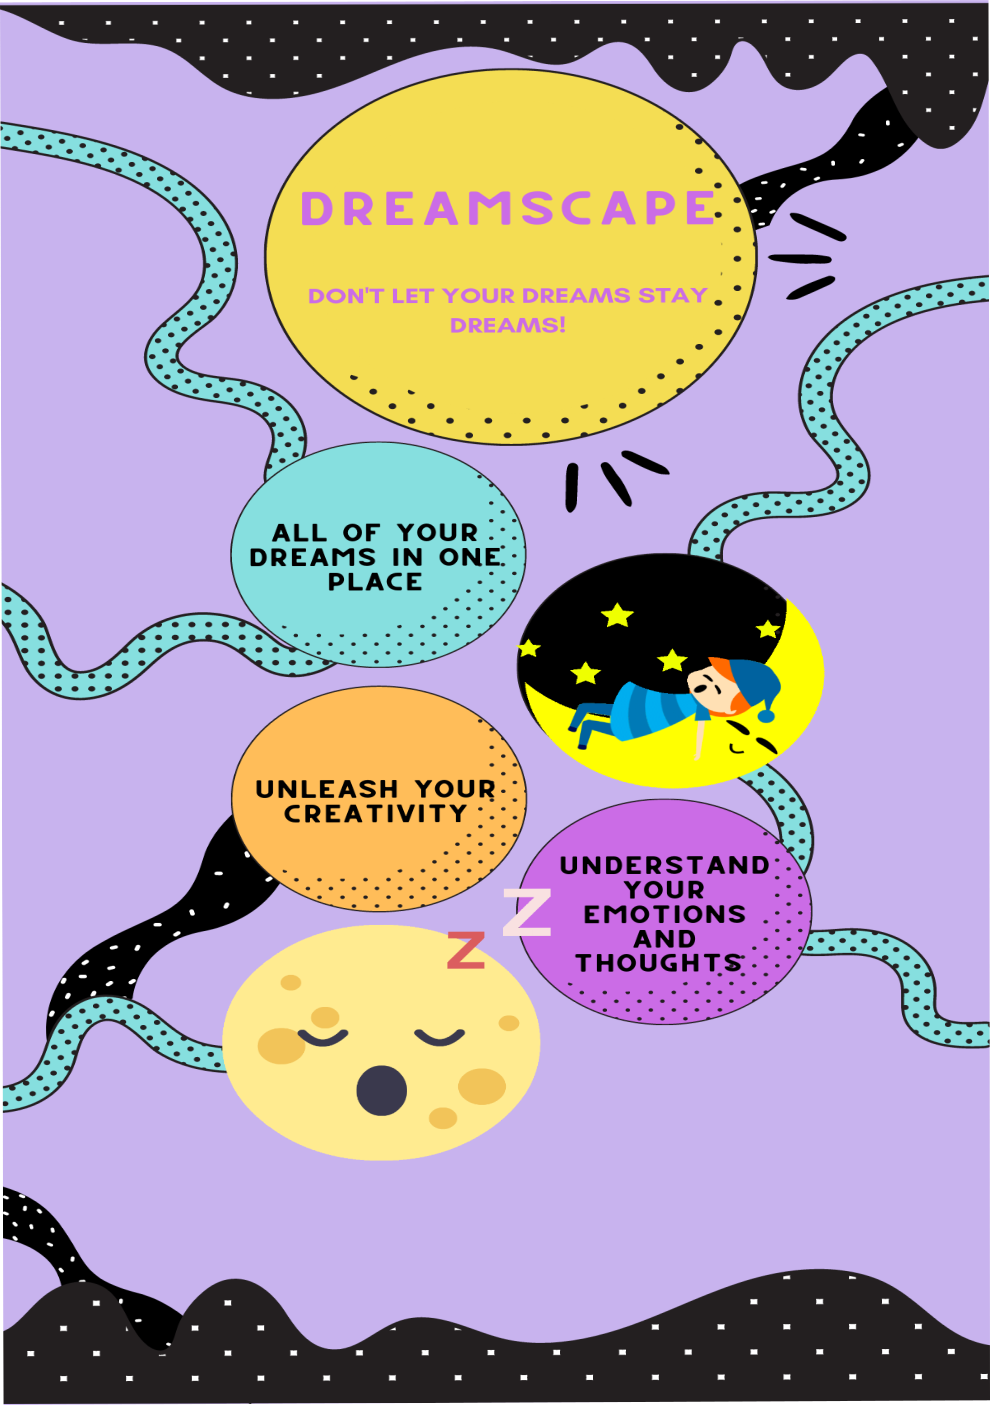 DREAMSCAPE
DON'T LET YOUR DREAMS STAY
DREAMS!
ALL OF YOUR
DREAMS IN ONE
PLACE
UNLEASH YOUR
CREATIVITY
UNDERSTAND
YOUR
EMOTIONS
AND
THOUGHTS
Z
Z